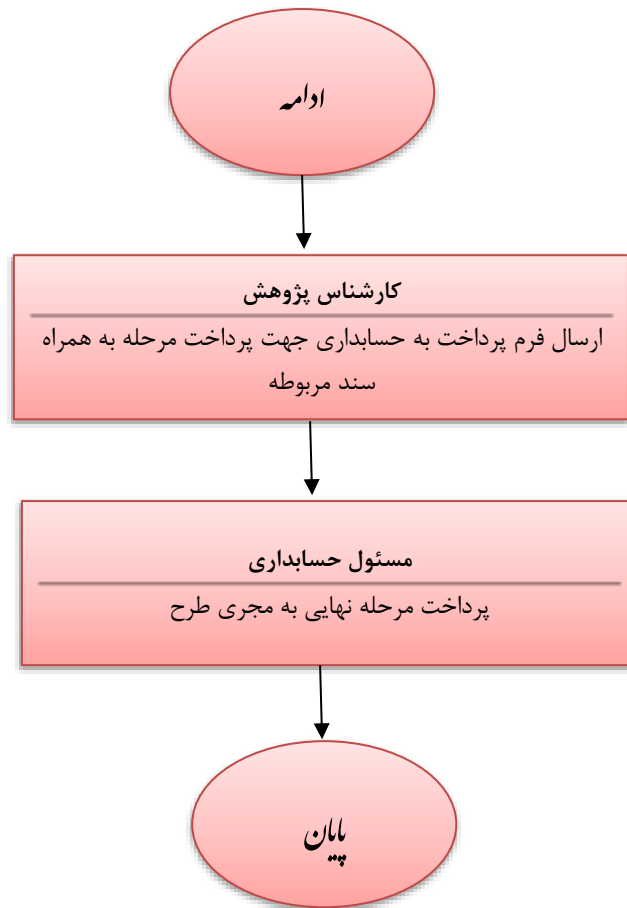 ادامه
کارشناس پژوهش
ارسال فرم پرداخت به حسابداری جهت پرداخت مرحله به همراه
سند مربوطه
مسئول حسابداری
پرداخت مرحله نهایی به مجری طرح
پایان